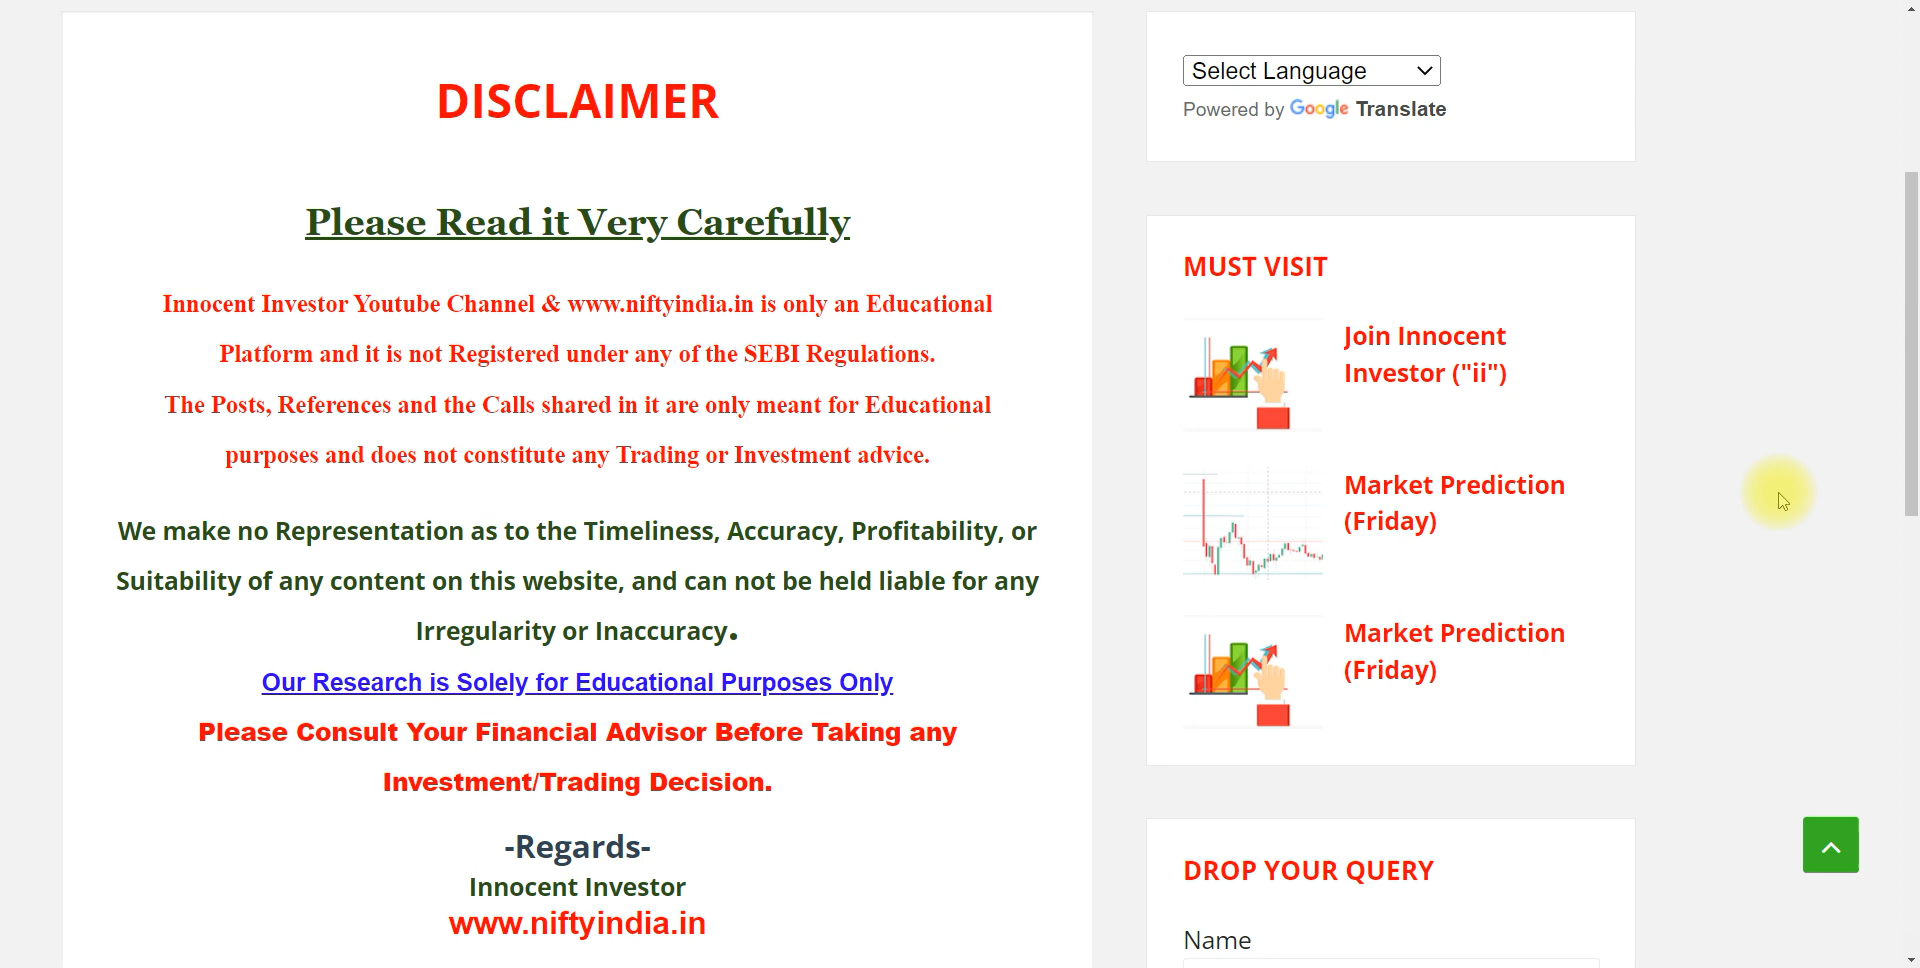 DISCLAIMER
Please Read it Very Carefully
Innocent Investor Youtube Channel & www.niftyindia.in is only an Educational
Platform and it is not Registered under any of the SEBI Regulations.
The Posts, References and the Calls shared in it are only meant for Educational
purposes and does not constitute any Trading or Investment advice.
We make no Representation as to the Timeliness, Accuracy, Profitability, or
Suitability of any content on this website, and can not be held liable for any
Irregularity or Inaccuracy.
Our Research is Solely for Educational Purposes Only
Please Consult Your Financial Advisor Before Taking any
Investment/Trading Decision.
-Regards-
Innocent Investor
www.niftyindia.in
Select Language
Powered by Google Translate
MUST VISIT
Join Innocent
Investor ("ii")
Market Prediction
(Friday)
Market Prediction
(Friday)
DROP YOUR QUERY
Name